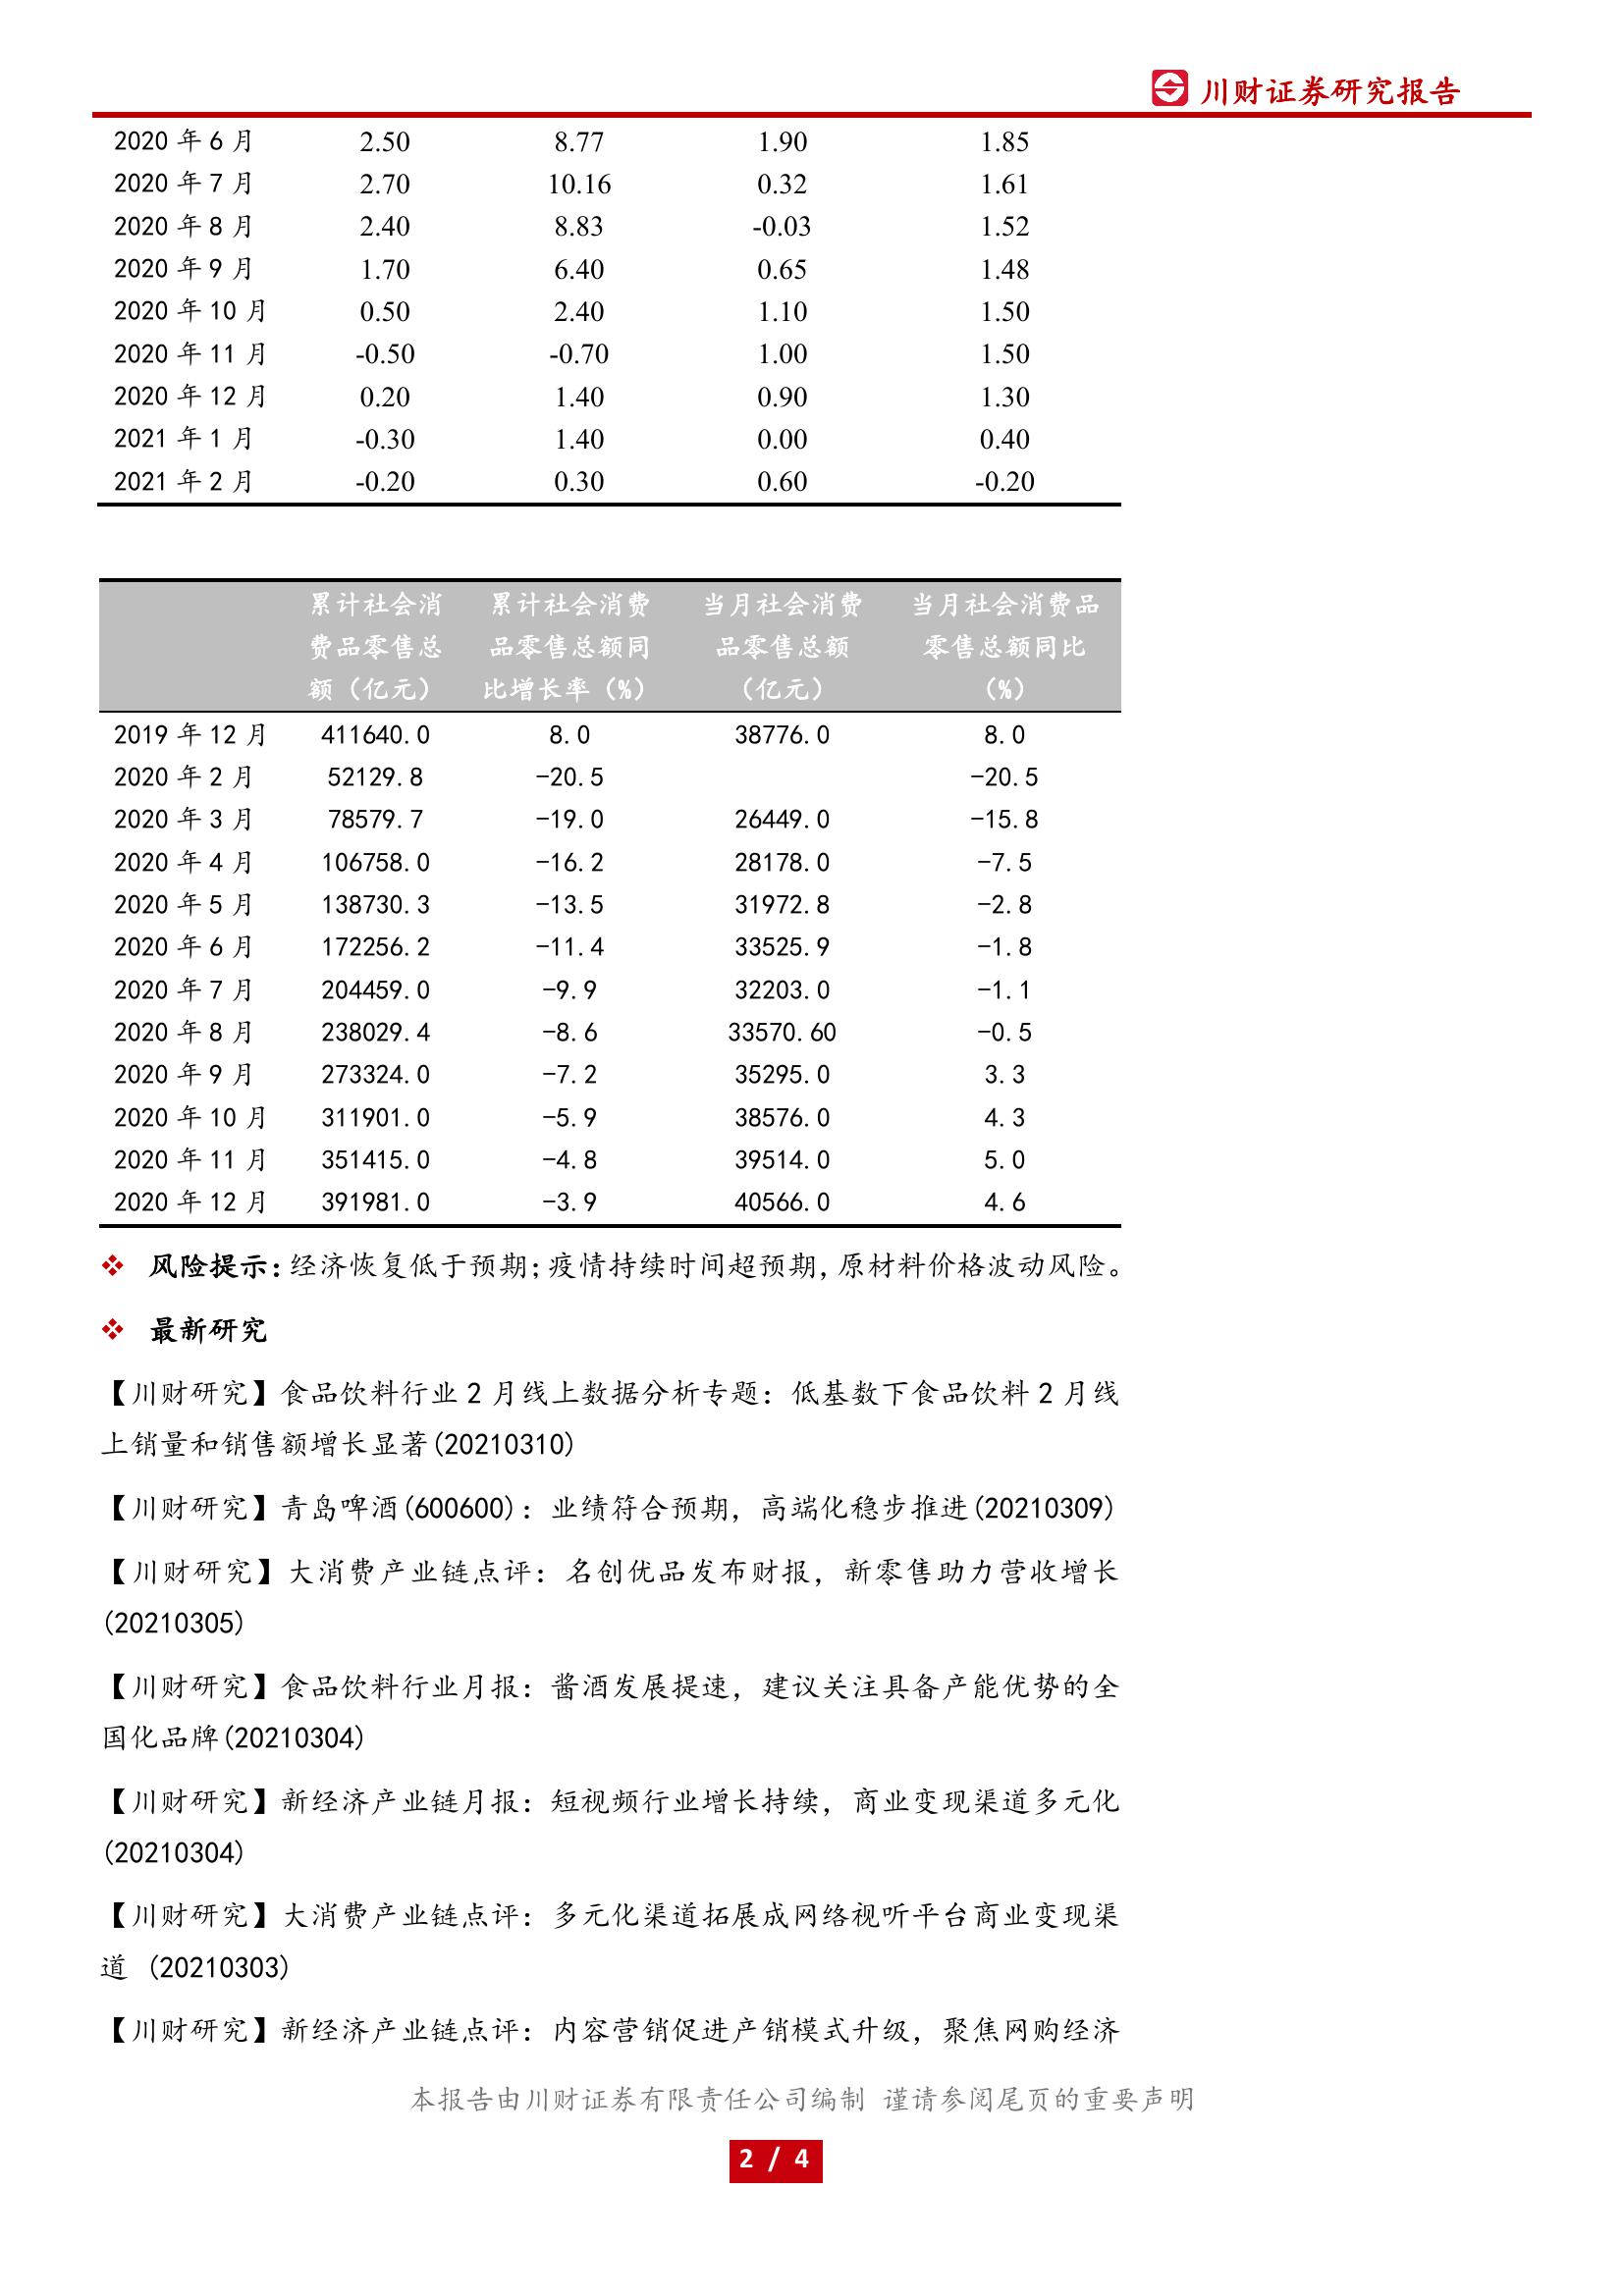 川财证券研究报告
2020 年 6 月 2.50 8.77 1.90 1.85
2020 年 7 月 2.70 10.16 0.32 1.61
2020 年 8 月 2.40 8.83 -0.03 1.52
2020 年 9 月 1.70 6.40 0.65 1.48
2020 年 10 月 0.50 2.40 1.10 1.50
2020 年 11 月 -0.50 -0.70 1.00 1.50
2020 年 12 月 0.20 1.40 0.90 1.30
2021 年 1 月 -0.30 1.40 0.00 0.40
2021 年 2 月 -0.20 0.30 0.60 -0.20
累计社会消 累计社会消费 当月社会消费 当月社会消费品
费品零售总 品零售总额同 品零售总额 零售总额同比
额（亿元） 比增长率（%） （亿元） （%）
2019 年 12 月 411640.0 8.0 38776.0 8.0
2020 年 2 月 52129.8 -20.5 -20.5
2020 年 3 月 78579.7 -19.0 26449.0 -15.8
2020 年 4 月 106758.0 -16.2 28178.0 -7.5
2020 年 5 月 138730.3 -13.5 31972.8 -2.8
2020 年 6 月 172256.2 -11.4 33525.9 -1.8
2020 年 7 月 204459.0 -9.9 32203.0 -1.1
2020 年 8 月 238029.4 -8.6 33570.60 -0.5
2020 年 9 月 273324.0 -7.2 35295.0 3.3
2020 年 10 月 311901.0 -5.9 38576.0 4.3
2020 年 11 月 351415.0 -4.8 39514.0 5.0
2020 年 12 月 391981.0 -3.9 40566.0 4.6
❖ 风险提示：经济恢复低于预期；疫情持续时间超预期，原材料价格波动风险。
❖ 最新研究
【川财研究】食品饮料行业 2 月线上数据分析专题：低基数下食品饮料 2 月线
上销量和销售额增长显著(20210310)
【川财研究】青岛啤酒(600600)：业绩符合预期，高端化稳步推进(20210309)
【川财研究】大消费产业链点评：名创优品发布财报，新零售助力营收增长
(20210305)
【川财研究】食品饮料行业月报：酱酒发展提速，建议关注具备产能优势的全
国化品牌(20210304)
【川财研究】新经济产业链月报：短视频行业增长持续，商业变现渠道多元化
(20210304)
【川财研究】大消费产业链点评：多元化渠道拓展成网络视听平台商业变现渠
道 (20210303)
【川财研究】新经济产业链点评：内容营销促进产销模式升级，聚焦网购经济
本报告由川财证券有限责任公司编制 谨请参阅尾页的重要声明
2 / 4